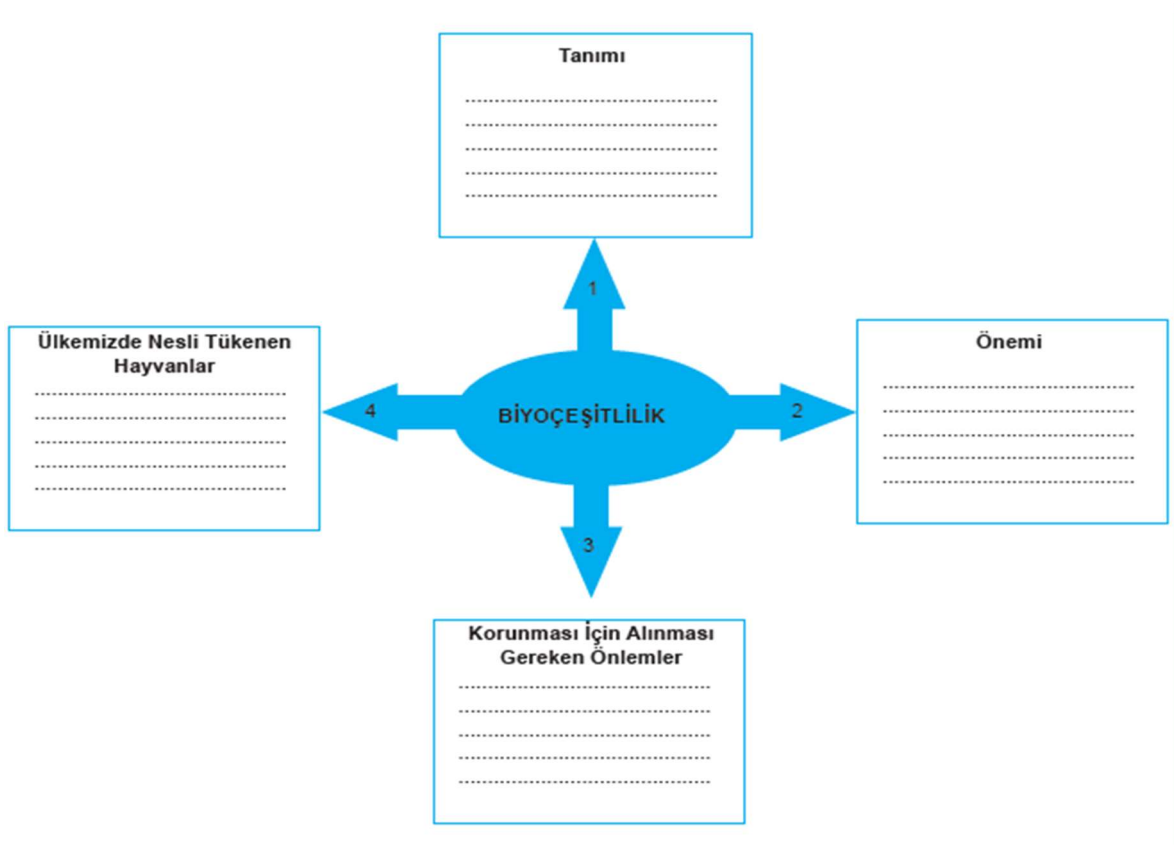 Tanımı
1
Ülkemizde Nesli Tükenen
Hayvanlar
4
BİYOÇEŞİTLİLİK
2
Önemi
3
Korunması İçin Alınması
Gereken Önlemler